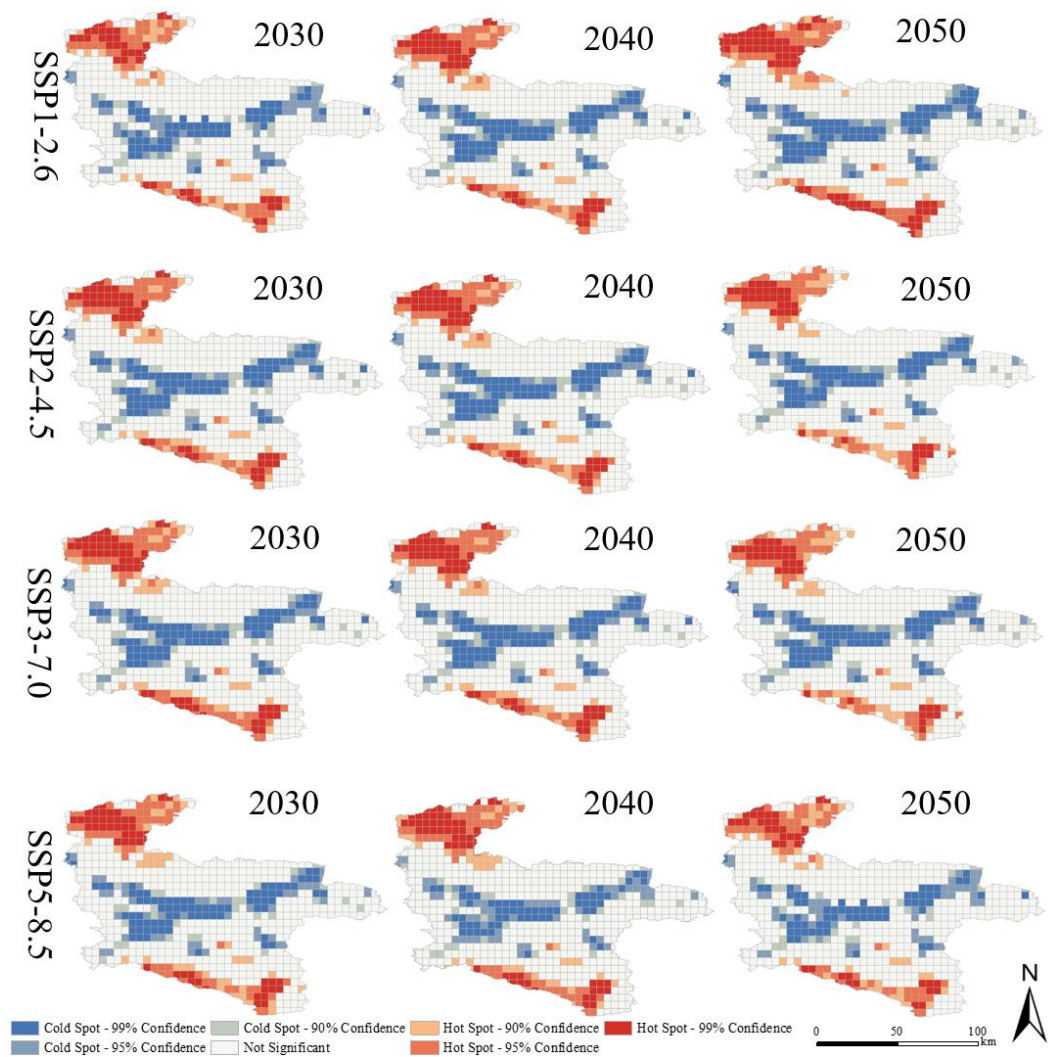 SSP1-2.6
2030
2040
2050
SSP2-4.5
2030
2040
2050
SSP3-7.0
2030
2040
2050
SSP5-8.5
2030
2040
2050
N
Cold Spot - 99% Confidence
Cold Spot - 90% Confidence
Hot Spot - 90% Confidence
Hot Spot - 99% Confidence
Cold Spot - 95% Confidence
Not Significant
Hot Spot - 95% Confidence
0 50 100
km